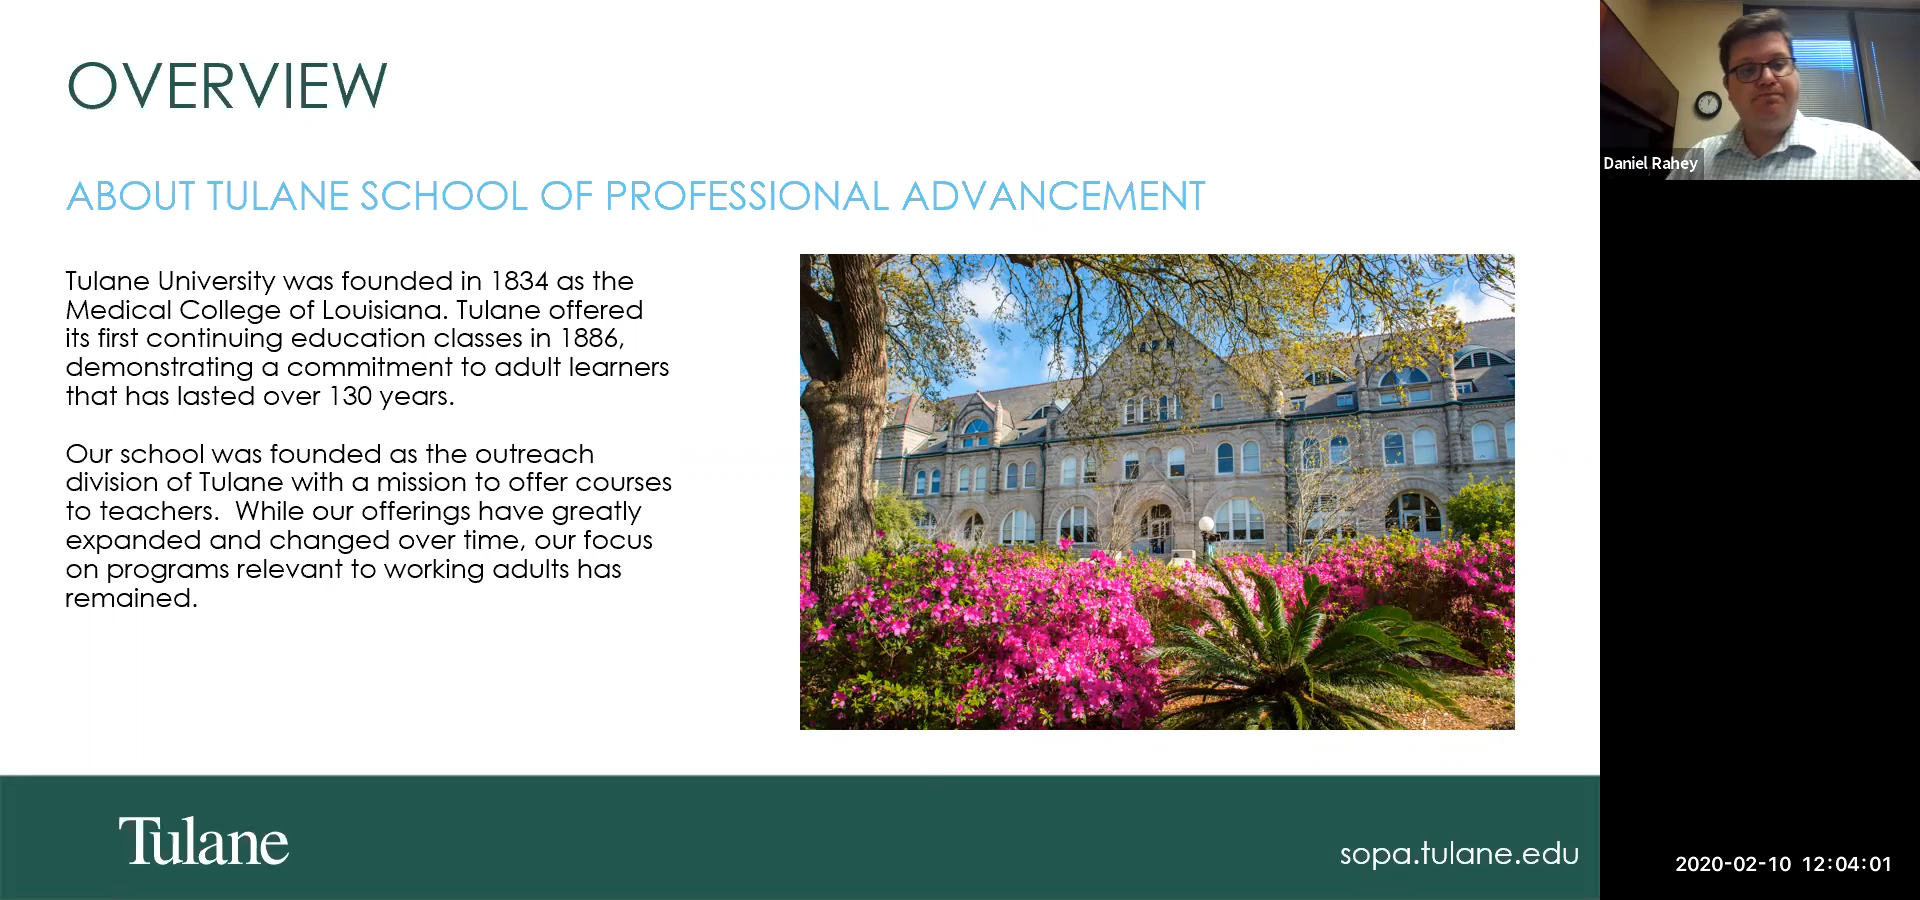 OVERVIEW
ABOUT TULANE SCHOOL OF PROFESSIONAL ADVANCEMENT
Tulane University was founded in 1834 as the
Medical College of Louisiana. Tulane offered
its first continuing education classes in 1886,
demonstrating a commitment to adult learners
that has lasted over 130 years.
Our school was founded as the outreach
division of Tulane with a mission to offer courses
to teachers.  While our offerings have greatly
expanded and changed over time, our focus
on programs relevant to working adults has
remained.
Tulane
sopa.tulane.edu
Daniel Rahey
2020-02-10 12:04:01